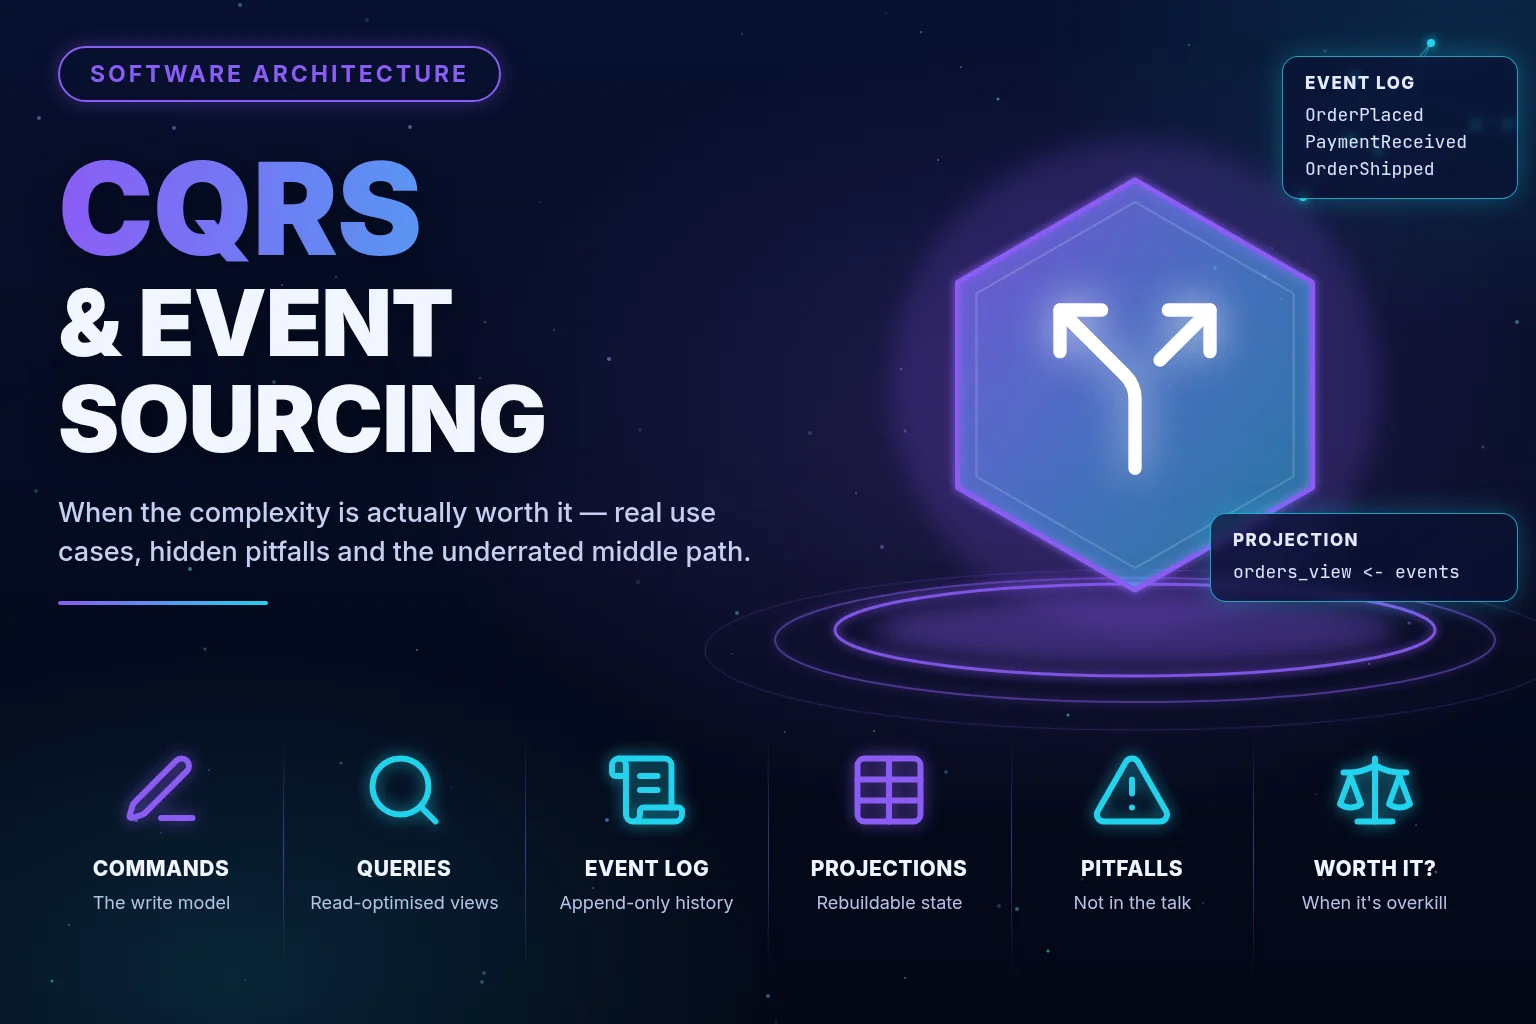 SOFTWARE ARCHITECTURE
CQRS
& EVENT
SOURCING
When the complexity is actually worth it — real use
cases, hidden pitfalls and the underrated middle path.
EVENT LOG
OrderPlaced
PaymentReceived
OrderShipped
PROJECTION
orders_view <- events
COMMANDS
The write model
QUERIES
Read-optimised views
EVENT LOG
Append-only history
PROJECTIONS
Rebuildable state
PITFALLS
Not in the talk
WORTH IT?
When it's overkill